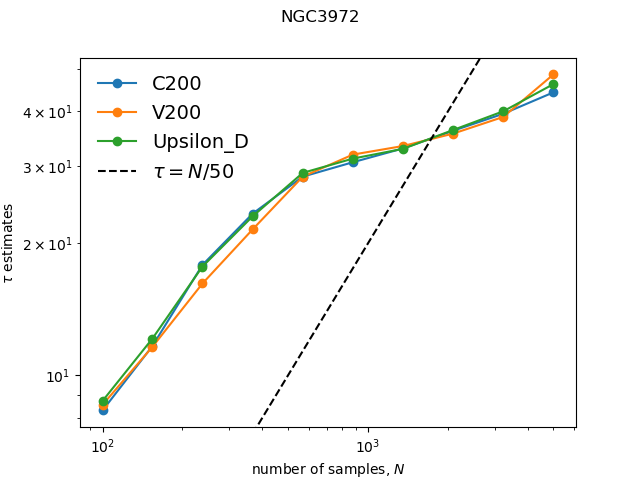 NGC3972
C200
V200
Upsilon_D
τ = N/50
4 × 10¹
3 × 10¹
2 × 10¹
10¹
τ estimates
10²
10³
number of samples, N